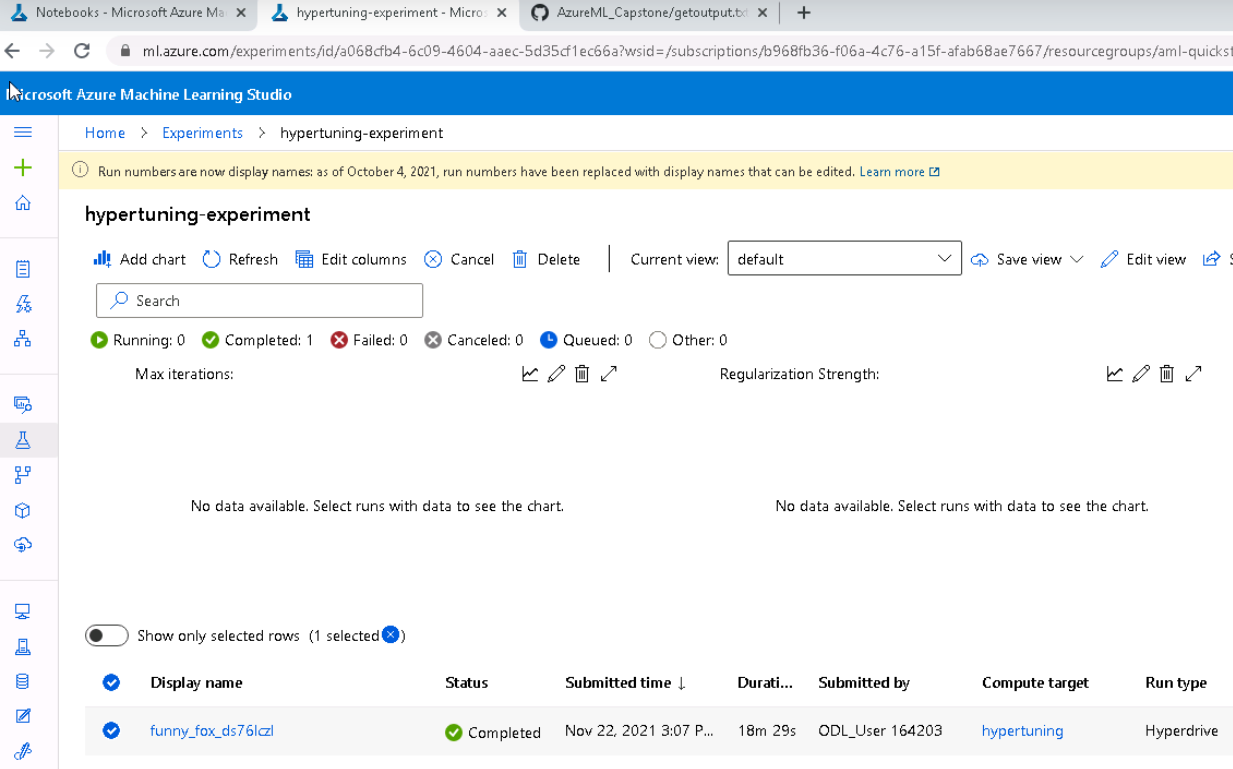 Notebooks - Microsoft Azure Ma
hypertuning-experiment - Micros
AzureML_Capstone/getoutput.txt
ml.azure.com/experiments/id/a068cfb4-6c09-4604-aaec-5d35cf1ec66a?wsid=/subscriptions/b968fb36-f06a-4c76-a15f-afab68ae7667/resourcegroups/aml-quickst
Microsoft Azure Machine Learning Studio
Home > Experiments > hypertuning-experiment
Run numbers are now display names: as of October 4, 2021, run numbers have been replaced with display names that can be edited. Learn more
hypertuning-experiment
Add chart Refresh Edit columns Cancel Delete Current view: default Save view Edit view S
Search
Running: 0 Completed: 1 Failed: 0 Canceled: 0 Queued: 0 Other: 0
Max iterations: Regularization Strength:
No data available. Select runs with data to see the chart. No data available. Select runs with data to see the chart.
Show only selected rows (1 selected )
Display name Status Submitted time ↓ Durati... Submitted by Compute target Run type
funny_fox_ds76lczl Completed Nov 22, 2021 3:07 P... 18m 29s ODL_User 164203 hypertuning Hyperdrive